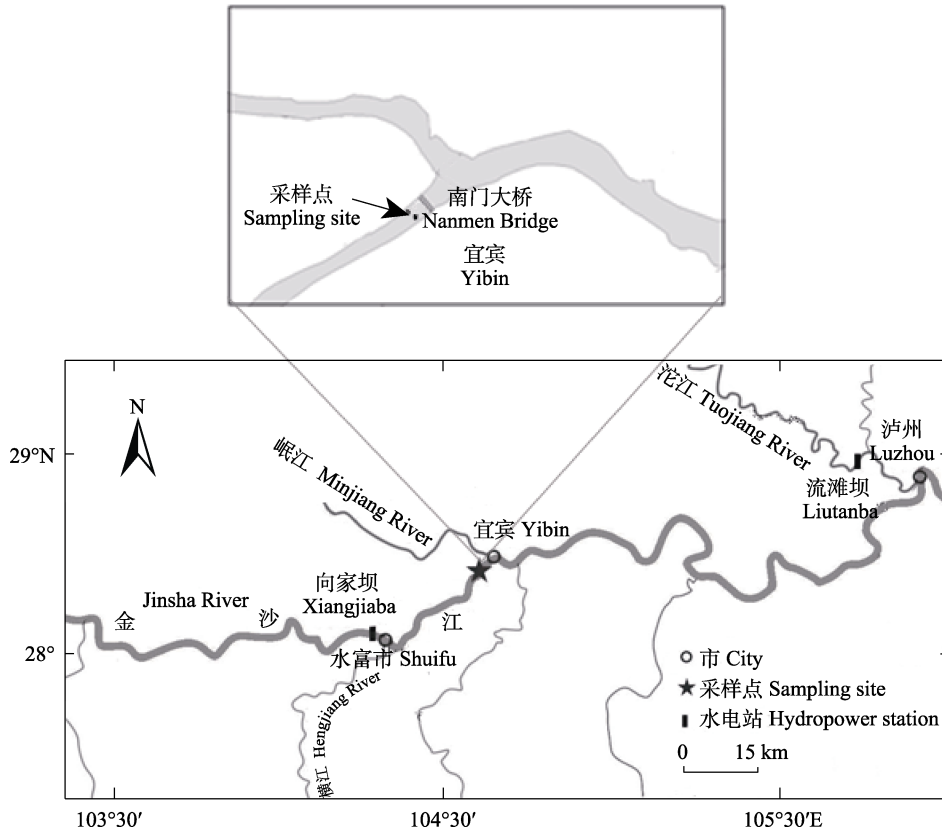 采样点
Sampling site
南门大桥
Nanmen Bridge
宜宾
Yibin
N
沱江 Tuojiang River
泸州
Luzhou
29°N
岷江 Minjiang River
流滩坝
Liutanba
宜宾 Yibin
向家坝
Xiangjiaba
Jinsha River
金 沙 江
28°
水富市 Shuifu
横江 Hengjiang River
市 City
采样点 Sampling site
水电站 Hydropower station
0 15 km
103°30′ 104°30′ 105°30′E